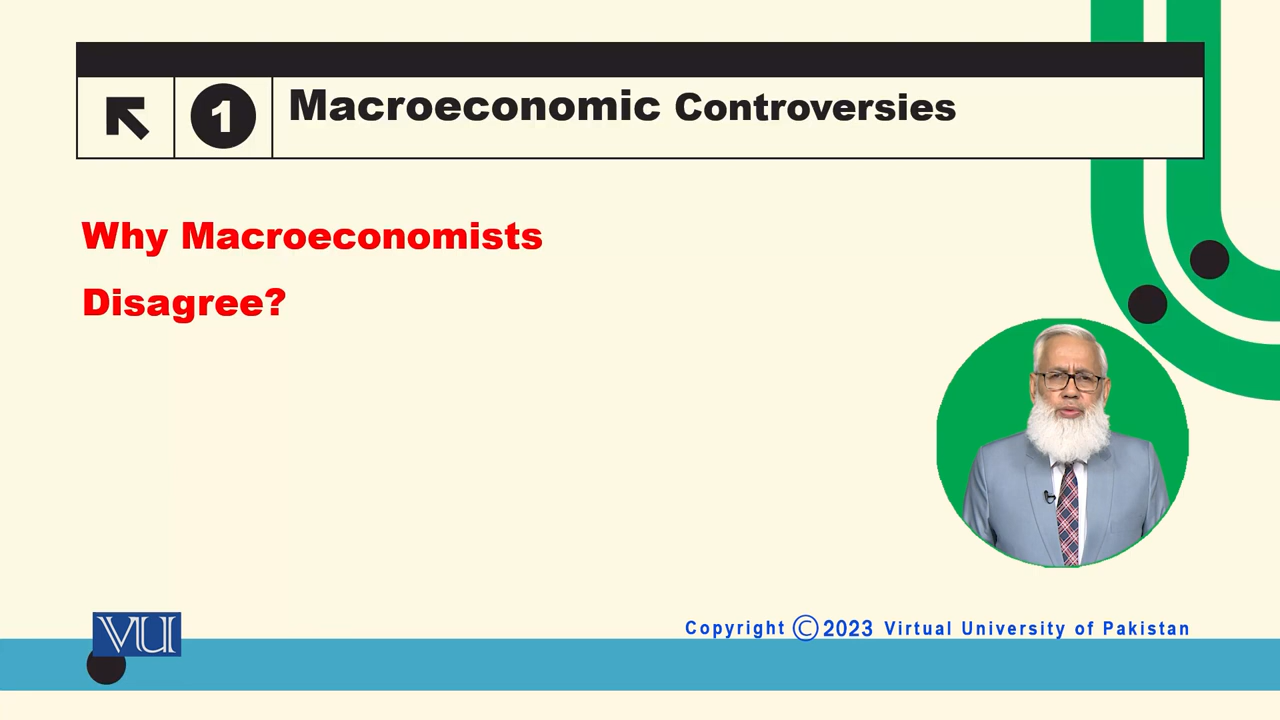 1
Macroeconomic Controversies
Why Macroeconomists
Disagree?
Copyright ©2023 Virtual University of Pakistan
VU